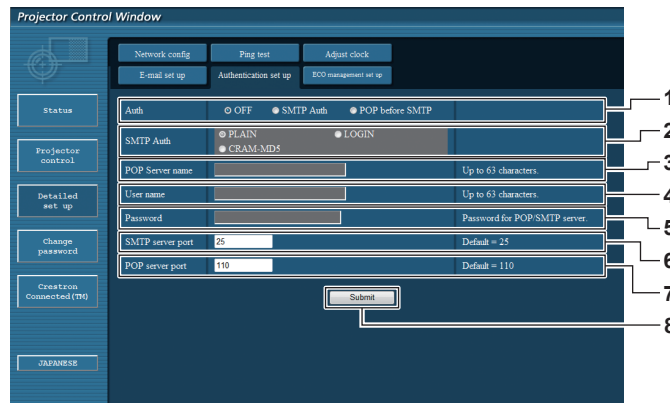 Projector Control Window
Network config
Ping test
Adjust clock
E-mail set up
Authentication set up
ECO management set up
Status
Projector
control
Detailed
set up
Change
password
Crestron
Connected(TM)
JAPANESE
Auth
OFF
SMTP Auth
POP before SMTP
1
SMTP Auth
PLAIN
LOGIN
CRAM-MD5
2
POP Server name
Up to 63 characters.
3
User name
Up to 63 characters.
4
Password
Password for POP/SMTP server.
5
SMTP server port
25
Default = 25
6
POP server port
110
Default = 110
7
Submit
8